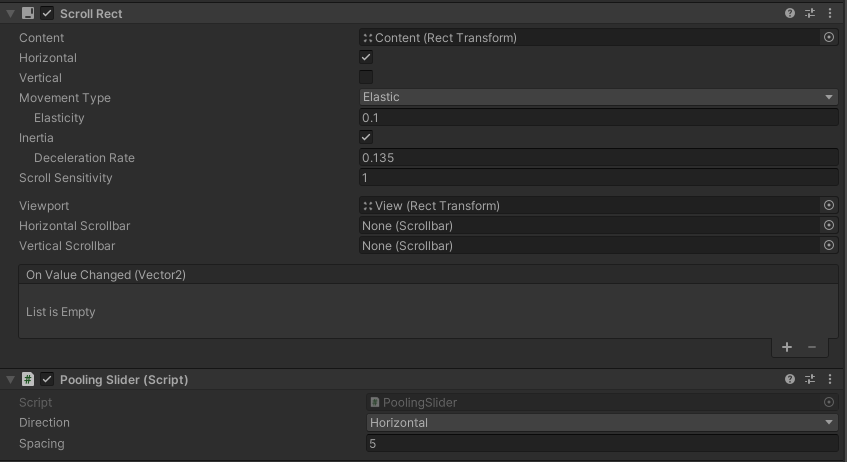 Scroll Rect
Content Content (Rect Transform)
Horizontal
Vertical
Movement Type Elastic
Elasticity 0.1
Inertia
Deceleration Rate 0.135
Scroll Sensitivity 1
Viewport View (Rect Transform)
Horizontal Scrollbar None (Scrollbar)
Vertical Scrollbar None (Scrollbar)
On Value Changed (Vector2)
List is Empty
Pooling Slider (Script)
Script PoolingSlider
Direction Horizontal
Spacing 5